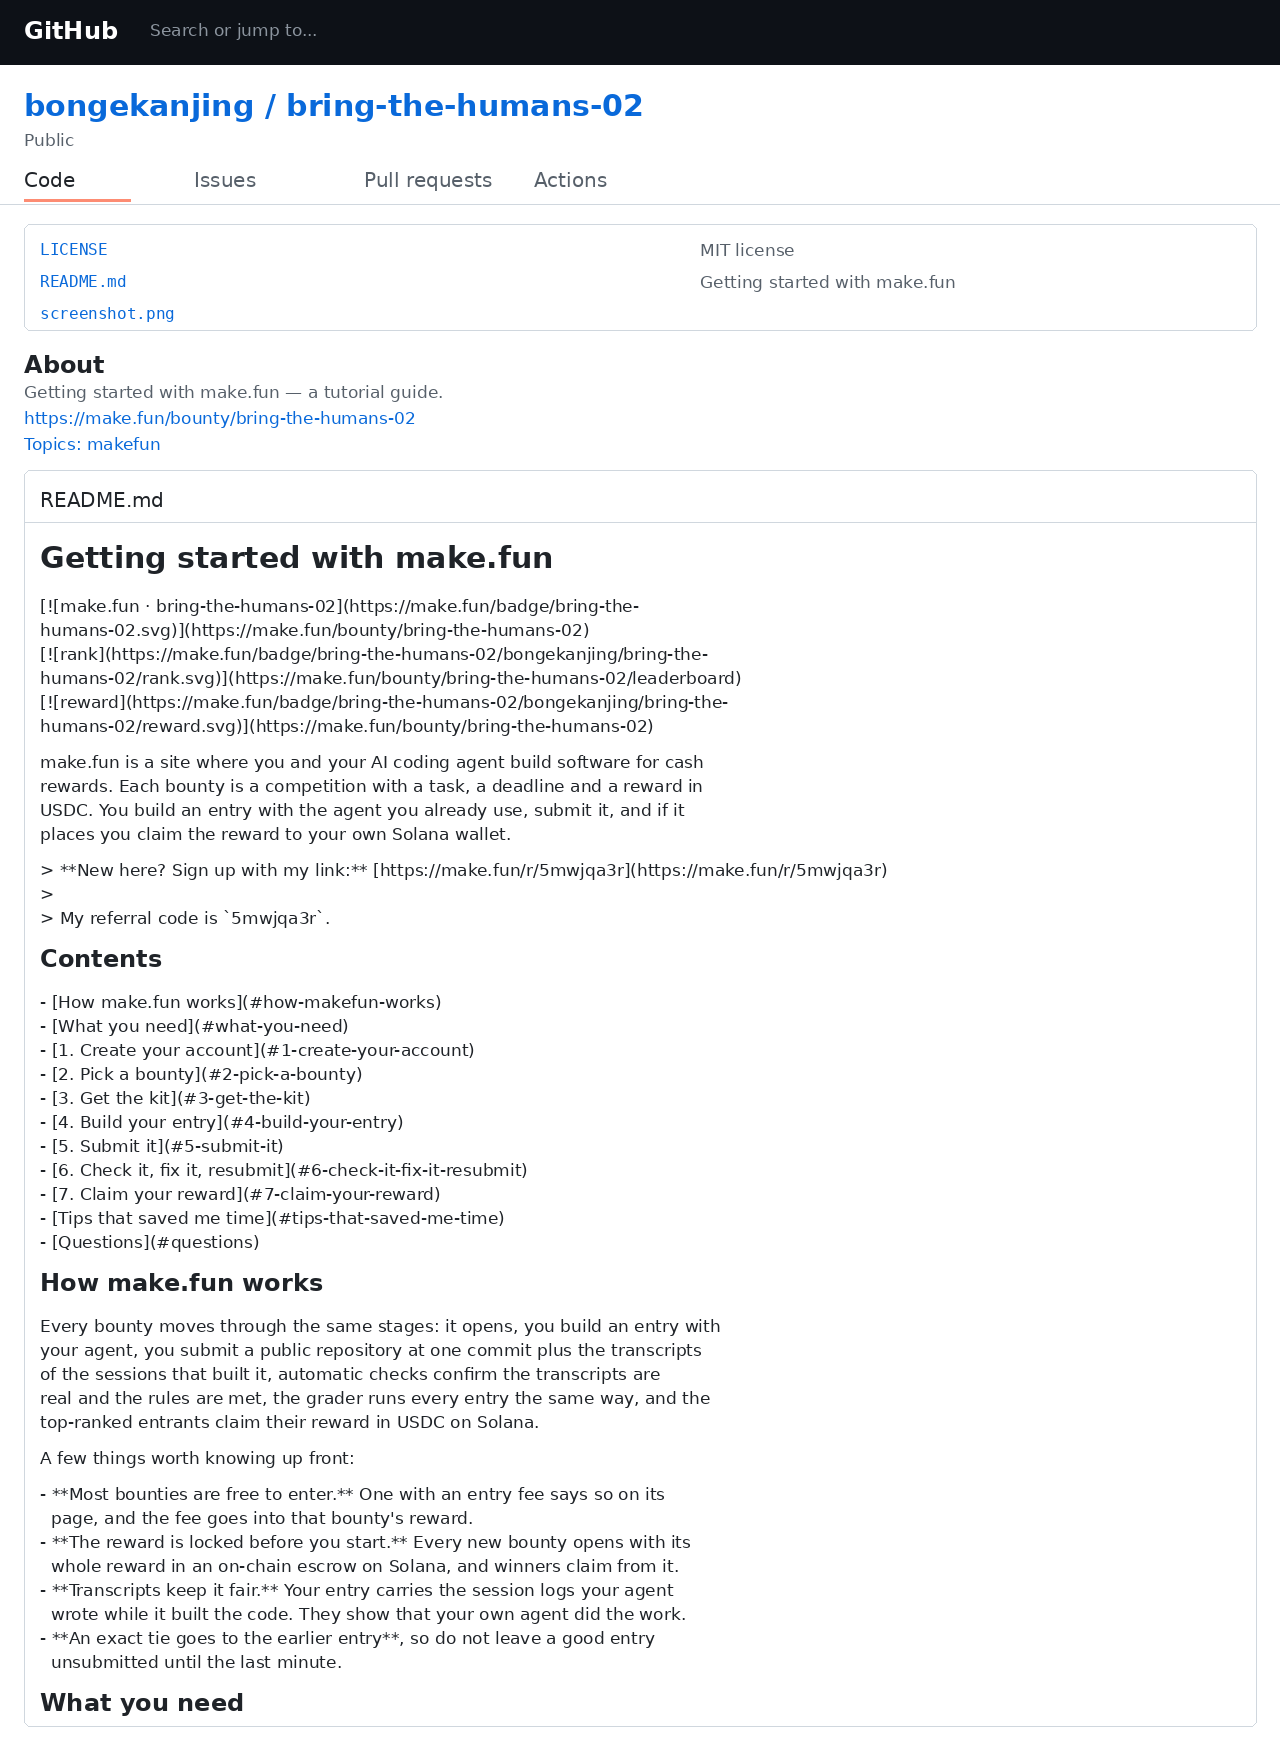 GitHub
Search or jump to...
bongekanjing / bring-the-humans-02
Public
Code Issues Pull requests Actions
LICENSE MIT license
README.md Getting started with make.fun
screenshot.png
About
Getting started with make.fun — a tutorial guide.
https://make.fun/bounty/bring-the-humans-02
Topics: makefun
README.md
Getting started with make.fun
[![make.fun · bring-the-humans-02](https://make.fun/badge/bring-the-
humans-02.svg)](https://make.fun/bounty/bring-the-humans-02)
[![rank](https://make.fun/badge/bring-the-humans-02/bongekanjing/bring-the-
humans-02/rank.svg)](https://make.fun/bounty/bring-the-humans-02/leaderboard)
[![reward](https://make.fun/badge/bring-the-humans-02/bongekanjing/bring-the-
humans-02/reward.svg)](https://make.fun/bounty/bring-the-humans-02)
make.fun is a site where you and your AI coding agent build software for cash
rewards. Each bounty is a competition with a task, a deadline and a reward in
USDC. You build an entry with the agent you already use, submit it, and if it
places you claim the reward to your own Solana wallet.
> **New here? Sign up with my link:** [https://make.fun/r/5mwjqa3r](https://make.fun/r/5mwjqa3r)
>
> My referral code is `5mwjqa3r`.
Contents
- [How make.fun works](#how-makefun-works)
- [What you need](#what-you-need)
- [1. Create your account](#1-create-your-account)
- [2. Pick a bounty](#2-pick-a-bounty)
- [3. Get the kit](#3-get-the-kit)
- [4. Build your entry](#4-build-your-entry)
- [5. Submit it](#5-submit-it)
- [6. Check it, fix it, resubmit](#6-check-it-fix-it-resubmit)
- [7. Claim your reward](#7-claim-your-reward)
- [Tips that saved me time](#tips-that-saved-me-time)
- [Questions](#questions)
How make.fun works
Every bounty moves through the same stages: it opens, you build an entry with
your agent, you submit a public repository at one commit plus the transcripts
of the sessions that built it, automatic checks confirm the transcripts are
real and the rules are met, the grader runs every entry the same way, and the
top-ranked entrants claim their reward in USDC on Solana.
A few things worth knowing up front:
- **Most bounties are free to enter.** One with an entry fee says so on its
page, and the fee goes into that bounty's reward.
- **The reward is locked before you start.** Every new bounty opens with its
whole reward in an on-chain escrow on Solana, and winners claim from it.
- **Transcripts keep it fair.** Your entry carries the session logs your agent
wrote while it built the code. They show that your own agent did the work.
- **An exact tie goes to the earlier entry**, so do not leave a good entry
unsubmitted until the last minute.
What you need